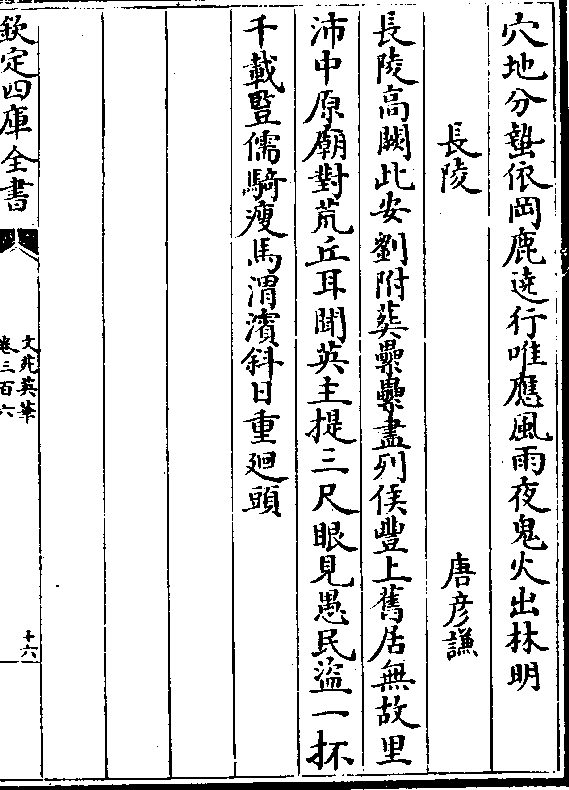 穴地分蟄依岡鹿遶行唯應風雨夜鬼火出林明
長陵 唐彦謙
長陵高闕此安劉附葬纍纍盡列侯豐上舊居無故里
沛中原廟對荒丘耳聞英主提三尺眼見愚民盜一抔
千載豎儒騎瘦馬渭濱斜日重廻頭
欽定四庫全書
文苑英華
卷三百六
十六